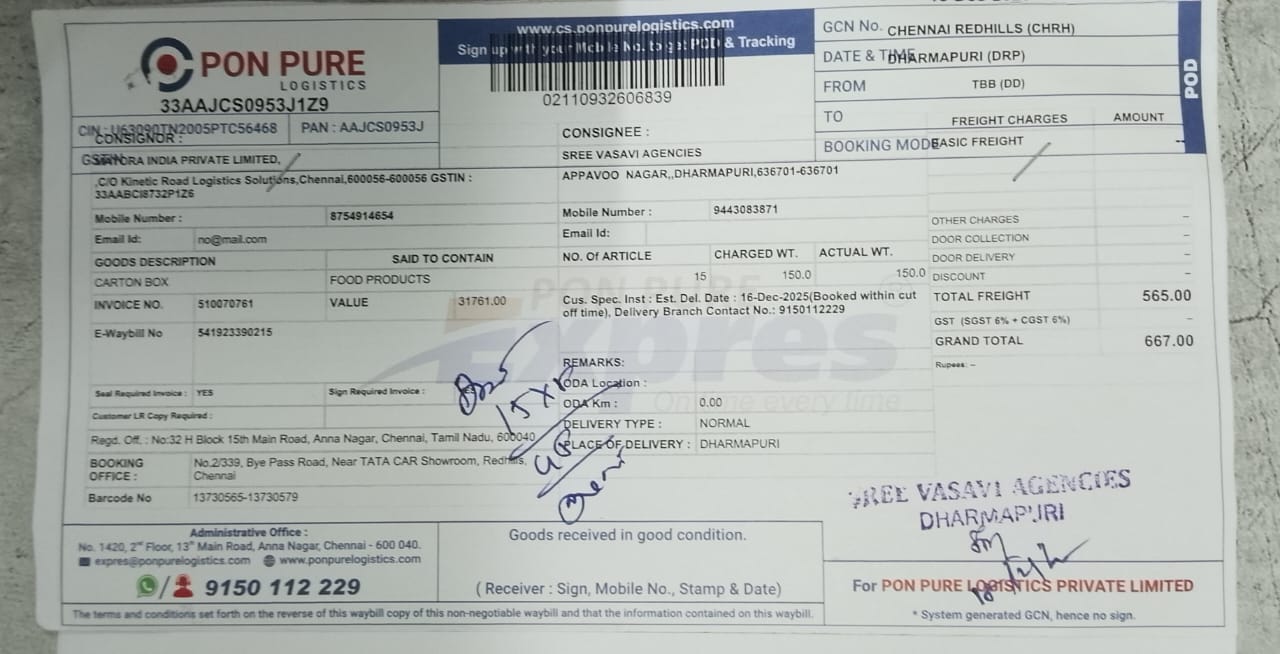 www.cs.ponpurelogistics.com
Sign up with your Mobile No. to get POD & Tracking
02110932606839
PON PURE
LOGISTICS
33AAJCS0953J1Z9
CIN : U63090TN2005PTC56468 PAN : AAJCS0953J
GSTIN
GCN No. CHENNAI REDHILLS (CHRH)
DATE & TIME DHARMAPURI (DRP)
FROM TBB (DD)
TO
BOOKING MODE
POD
CONSIGNOR :
INDIA PRIVATE LIMITED,
,C/O Kinetic Road Logistics Solutions,Chennai,600056-600056 GSTIN :
33AABCI8732P1Z6
Mobile Number : 8754914654
Email Id: no@mail.com
CONSIGNEE :
SREE VASAVI AGENCIES
APPAVOO NAGAR,,DHARMAPURI,636701-636701
Mobile Number : 9443083871
Email Id:
GOODS DESCRIPTION SAID TO CONTAIN NO. Of ARTICLE CHARGED WT. ACTUAL WT.
CARTON BOX FOOD PRODUCTS 15 150.0 150.0
INVOICE NO. 510070761 VALUE 31761.00
E-Waybill No 541923390215
Cus. Spec. Inst : Est. Del. Date : 16-Dec-2025(Booked within cut
off time), Delivery Branch Contact No.: 9150112229
FREIGHT CHARGES AMOUNT
BASIC FREIGHT --
OTHER CHARGES –
DOOR COLLECTION –
DOOR DELIVERY –
DISCOUNT –
TOTAL FREIGHT 565.00
GST (SGST 6% + CGST 6%) –
GRAND TOTAL 667.00
Rupees: –
PON PURE
Expres
On time every time
REMARKS:
ODA Location :
ODA Km : 0.00
DELIVERY TYPE : NORMAL
PLACE OF DELIVERY : DHARMAPURI
Seal Required Invoice : YES Sign Required Invoice :
Customer LR Copy Required :
Regd. Off. : No:32 H Block 15th Main Road, Anna Nagar, Chennai, Tamil Nadu, 600040
BOOKING OFFICE : No.2/339, Bye Pass Road, Near TATA CAR Showroom, Redhills,
Chennai
Barcode No 13730565-13730579
SREE VASAVI AGENCIES
DHARMAPURI
Administrative Office :
No. 1420, 2nd Floor, 13th Main Road, Anna Nagar, Chennai - 600 040.
expres@ponpurelogistics.com www.ponpurelogistics.com
9150 112 229
Goods received in good condition.
( Receiver : Sign, Mobile No., Stamp & Date)
For PON PURE LOGISTICS PRIVATE LIMITED
* System generated GCN, hence no sign.
The terms and conditions set forth on the reverse of this waybill copy of this non-negotiable waybill and that the information contained on this waybill.